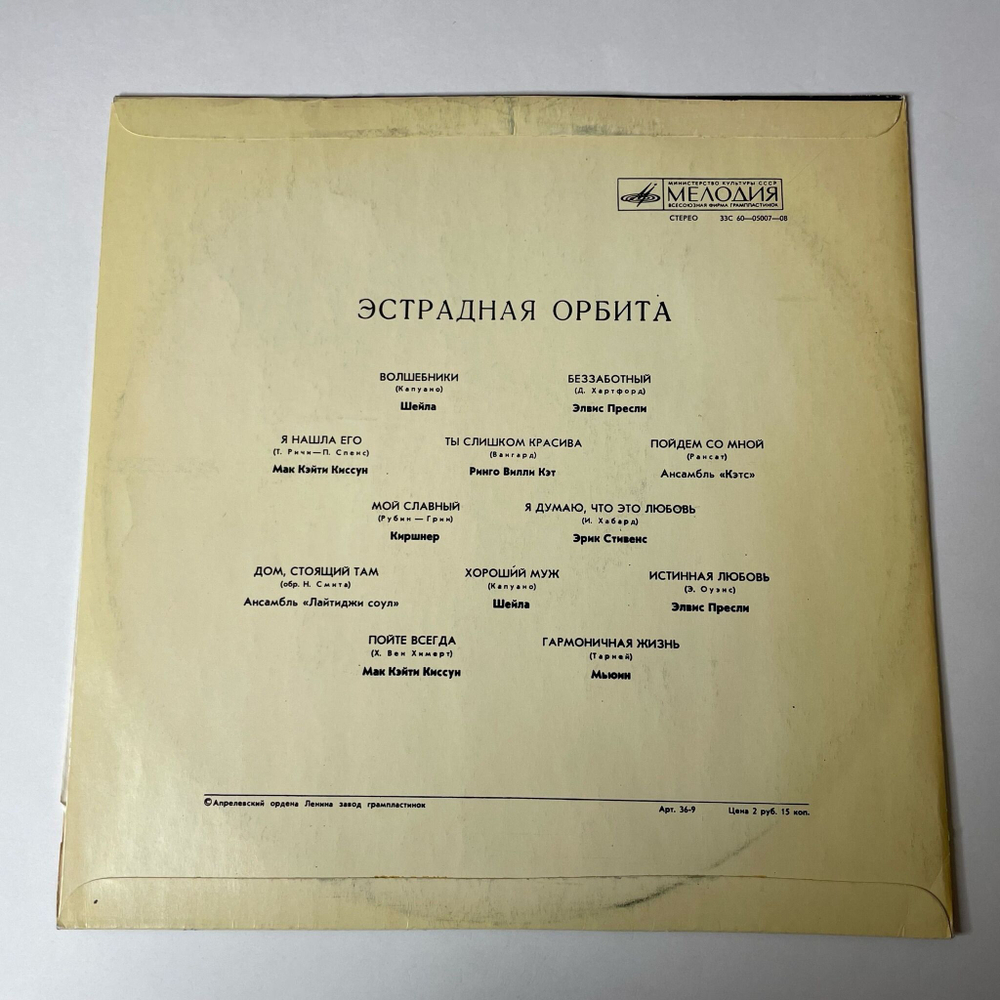 МИНИСТЕРСТВО КУЛЬТУРЫ СССР
МЕЛОДИЯ
ВСЕСОЮЗНАЯ ФИРМА ГРАМПЛАСТИНОК
СТЕРЕО 33С 60—05007—08
ЭСТРАДНАЯ ОРБИТА
ВОЛШЕБНИКИ БЕЗЗАБОТНЫЙ
(Капуано) (Д. Хартфорд)
Шейла Элвис Пресли
Я НАШЛА ЕГО ТЫ СЛИШКОМ КРАСИВА ПОЙДЕМ СО МНОЙ
(Т. Ричи—П. Спенс) (Вангард) (Рансат)
Мак Кэйти Киссун Ринго Вилли Кэт Ансамбль «Кэтс»
МОЙ СЛАВНЫЙ Я ДУМАЮ, ЧТО ЭТО ЛЮБОВЬ
(Рубин — Грин) (И. Хабард)
Киршнер Эрик Стивенс
ДОМ, СТОЯЩИЙ ТАМ ХОРОШИЙ МУЖ ИСТИННАЯ ЛЮБОВЬ
(обр. Н. Смита) (Капуано) (Э. Оуэнс)
Ансамбль «Лайтиджи соул» Шейла Элвис Пресли
ПОЙТЕ ВСЕГДА ГАРМОНИЧНАЯ ЖИЗНЬ
(Х. Вен Химерт) (Тарней)
Мак Кэйти Киссун Мьюин
©Апрелевский ордена Ленина завод грампластинок Арт. 36-9 Цена 2 руб. 15 коп.